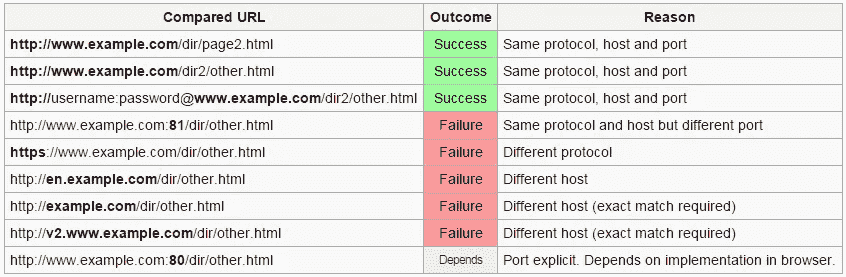 Compared URL Outcome Reason
http://www.example.com/dir/page2.html Success Same protocol, host and port
http://www.example.com/dir2/other.html Success Same protocol, host and port
http://username:password@www.example.com/dir2/other.html Success Same protocol, host and port
http://www.example.com:81/dir/other.html Failure Same protocol and host but different port
https://www.example.com/dir/other.html Failure Different protocol
http://en.example.com/dir/other.html Failure Different host
http://example.com/dir/other.html Failure Different host (exact match required)
http://v2.www.example.com/dir/other.html Failure Different host (exact match required)
http://www.example.com:80/dir/other.html Depends Port explicit. Depends on implementation in browser.